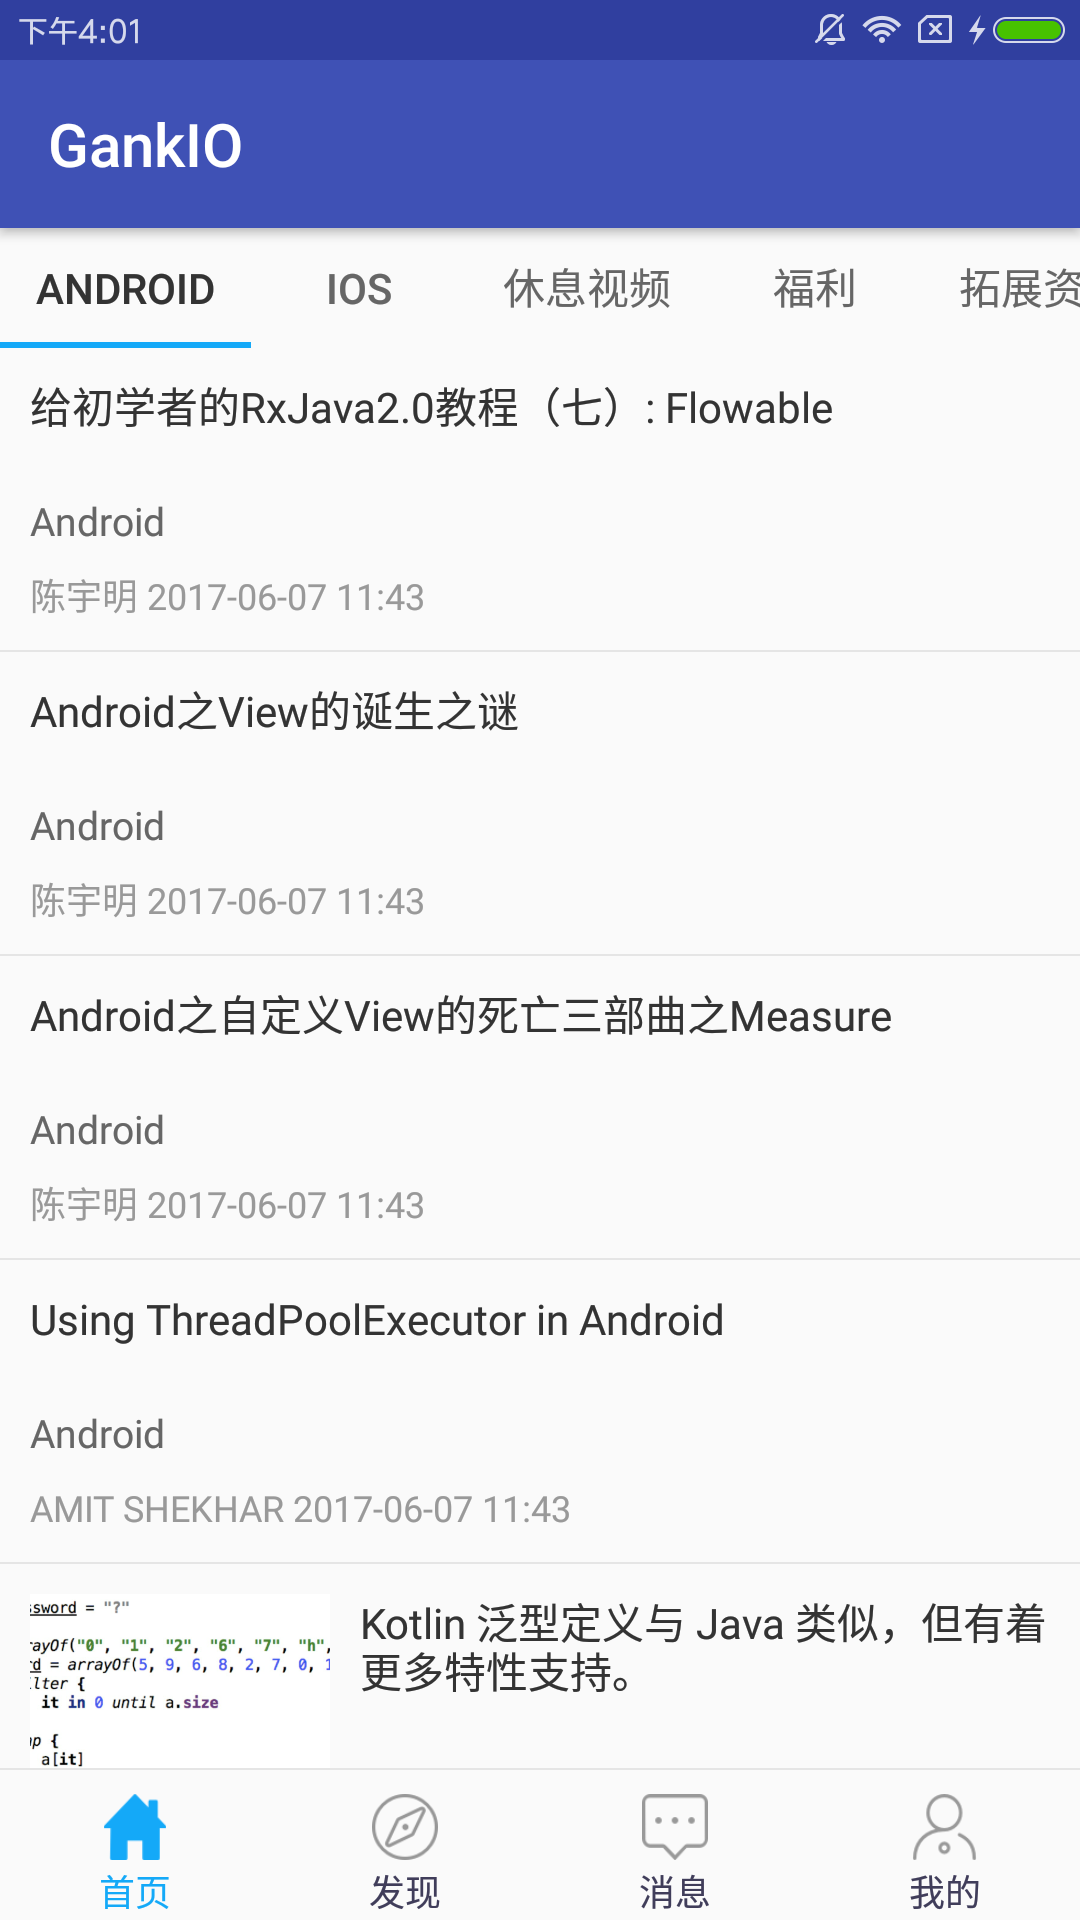 下午4:01
GankIO
ANDROID IOS 休息视频 福利 拓展资
给初学者的RxJava2.0教程（七）: Flowable
Android
陈宇明 2017-06-07 11:43
Android之View的诞生之谜
Android
陈宇明 2017-06-07 11:43
Android之自定义View的死亡三部曲之Measure
Android
陈宇明 2017-06-07 11:43
Using ThreadPoolExecutor in Android
Android
AMIT SHEKHAR 2017-06-07 11:43
Kotlin 泛型定义与 Java 类似，但有着
更多特性支持。
ssword = "?"
rayOf("0", "1", "2", "6", "7", "h",
rd = arrayOf(5, 9, 6, 8, 2, 7, 0, 1
lter {
it in 0 until a.size
ap {
a[it]
首页 发现 消息 我的